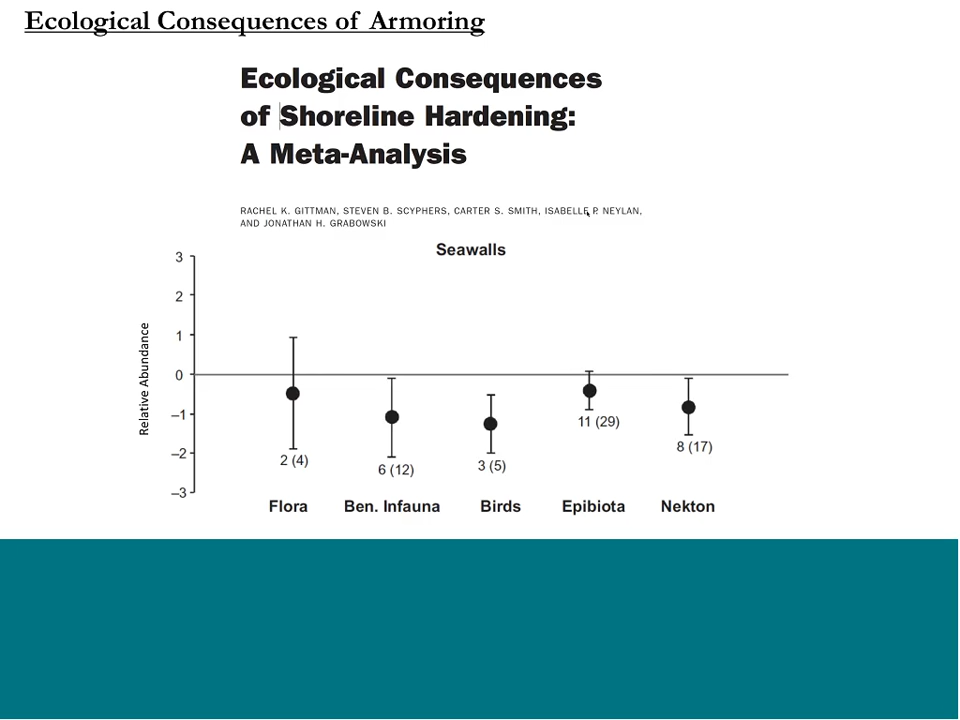 Ecological Consequences of Armoring
Ecological Consequences
of Shoreline Hardening:
A Meta-Analysis
RACHEL K. GITTMAN, STEVEN B. SCYPHERS, CARTER S. SMITH, ISABELLE P. NEYLAN,
AND JONATHAN H. GRABOWSKI
Seawalls
Relative Abundance
3
2
1
0
–1
–2
–3
2 (4)
6 (12)
3 (5)
11 (29)
8 (17)
Flora
Ben. Infauna
Birds
Epibiota
Nekton